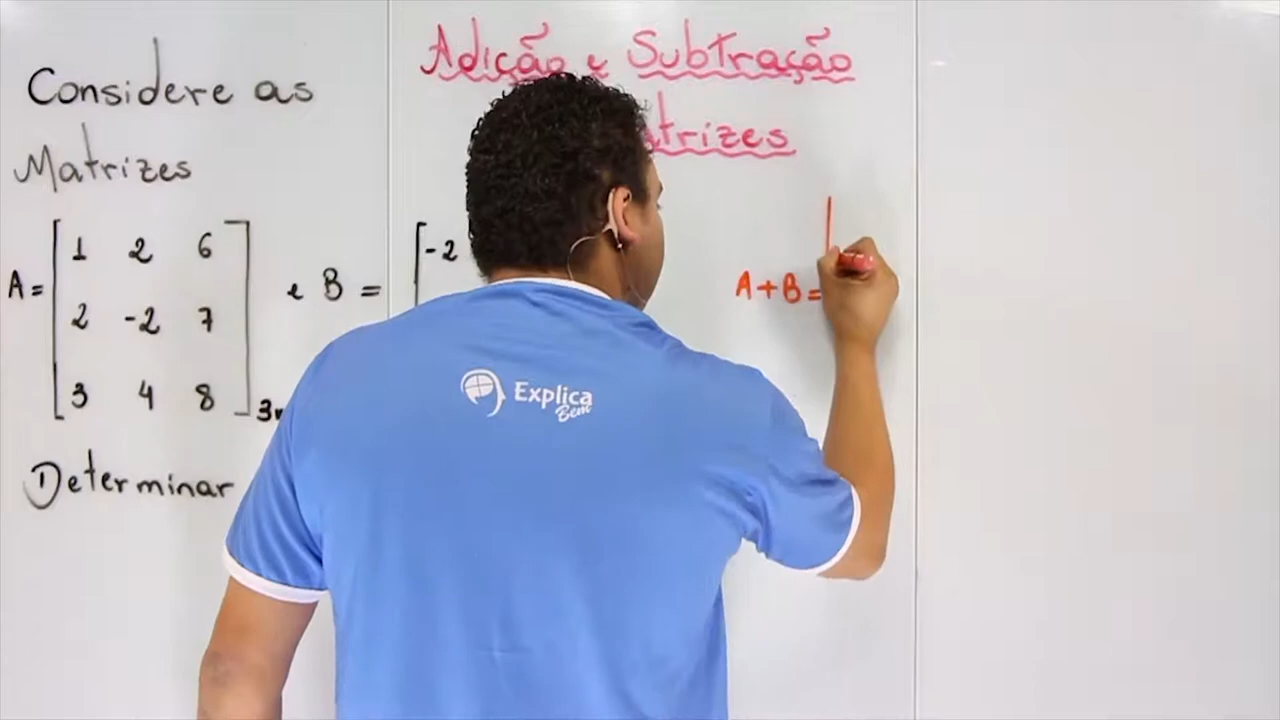 Considere as
Matrizes
A = 1 2 6
2 -2 7
3 4 8
e B = -2
Determinar
Adição e Subtração
A+B=
Explica
Bem